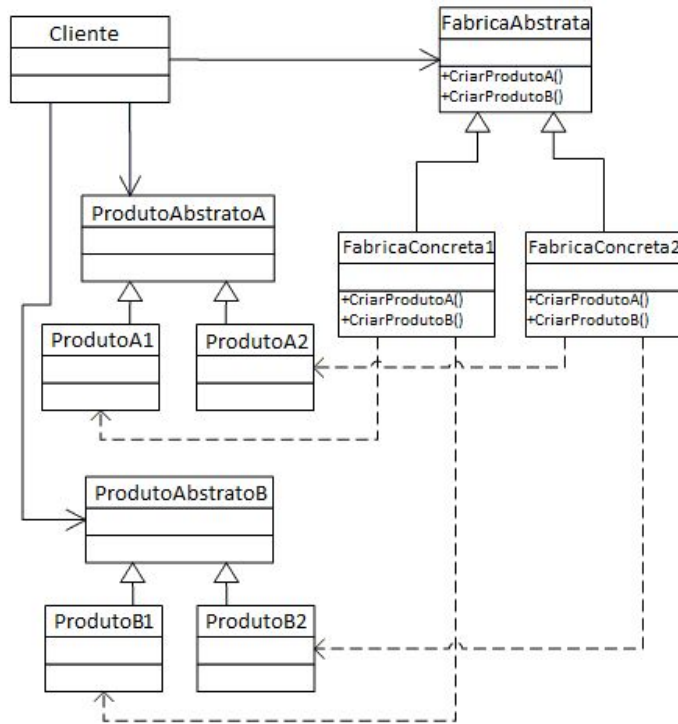 Cliente
FabricaAbstrata
+CriarProdutoA()
+CriarProdutoB()
ProdutoAbstratoA
FabricaConcreta1
FabricaConcreta2
+CriarProdutoA()
+CriarProdutoB()
+CriarProdutoA()
+CriarProdutoB()
ProdutoA1
ProdutoA2
ProdutoAbstratoB
ProdutoB1
ProdutoB2